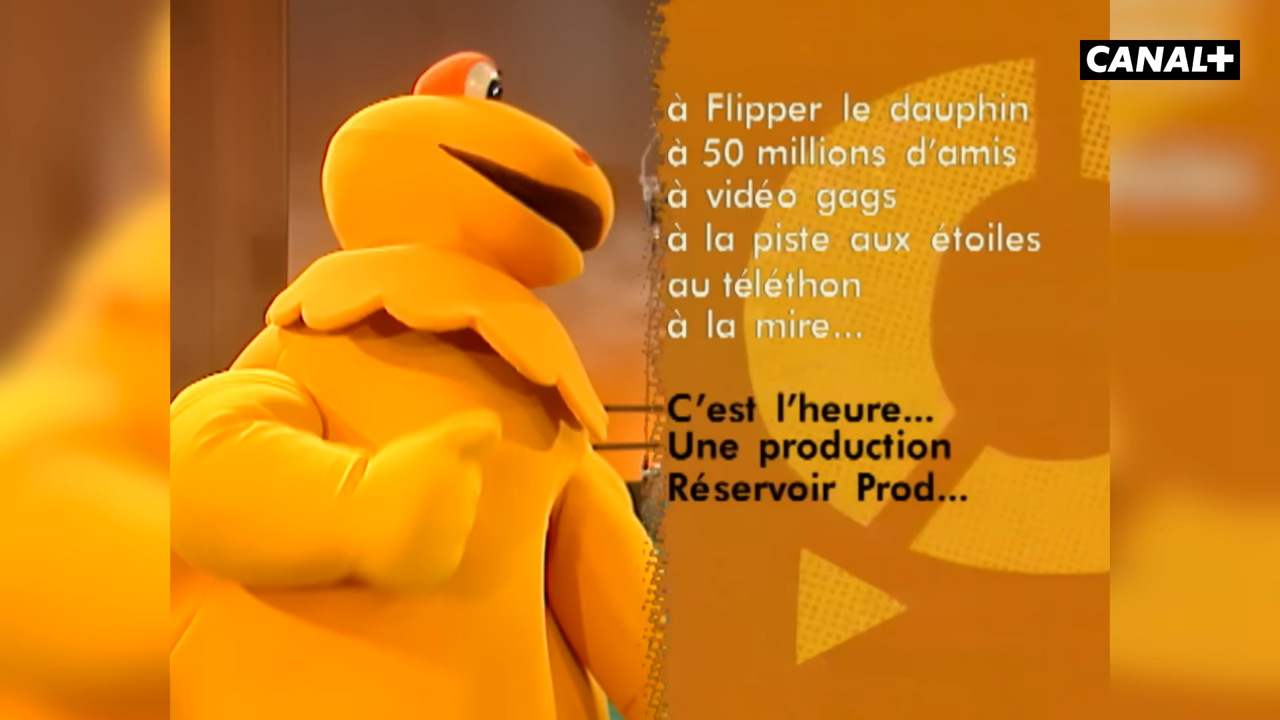 CANAL+
à Flipper le dauphin
à 50 millions d'amis
à vidéo gags
à la piste aux étoiles
au téléthon
à la mire...
C'est l'heure...
Une production
Réservoir Prod...